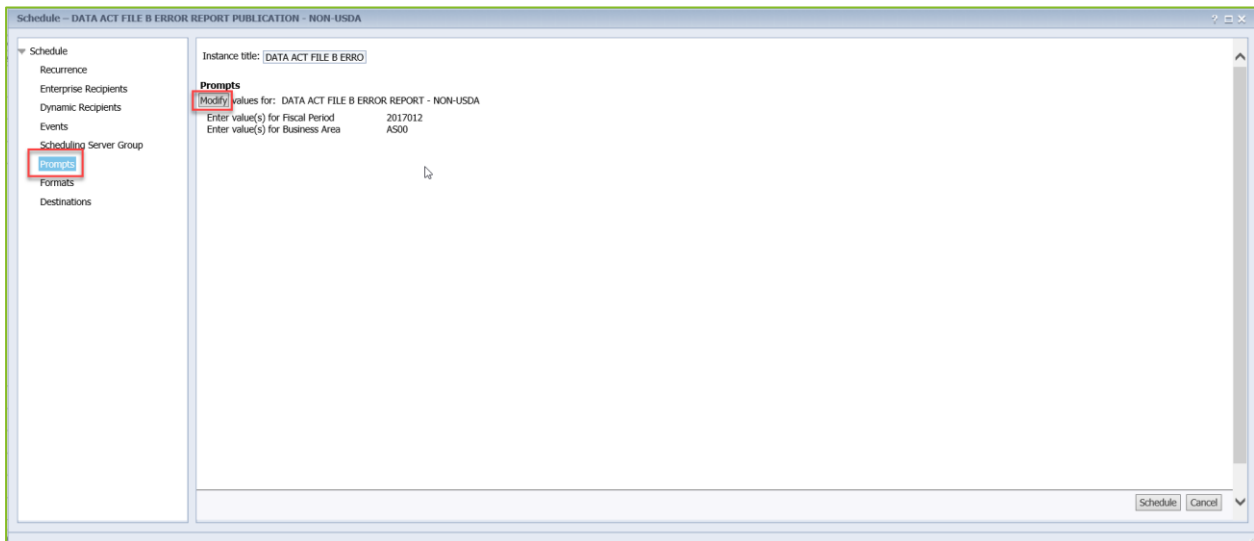 Schedule – DATA ACT FILE B ERROR REPORT PUBLICATION - NON-USDA
Schedule
Recurrence
Enterprise Recipients
Dynamic Recipients
Events
Scheduling Server Group
Prompts
Formats
Destinations
Instance title: DATA ACT FILE B ERRO
Prompts
Modify values for: DATA ACT FILE B ERROR REPORT - NON-USDA
Enter value(s) for Fiscal Period 2017012
Enter value(s) for Business Area AS00
Schedule Cancel